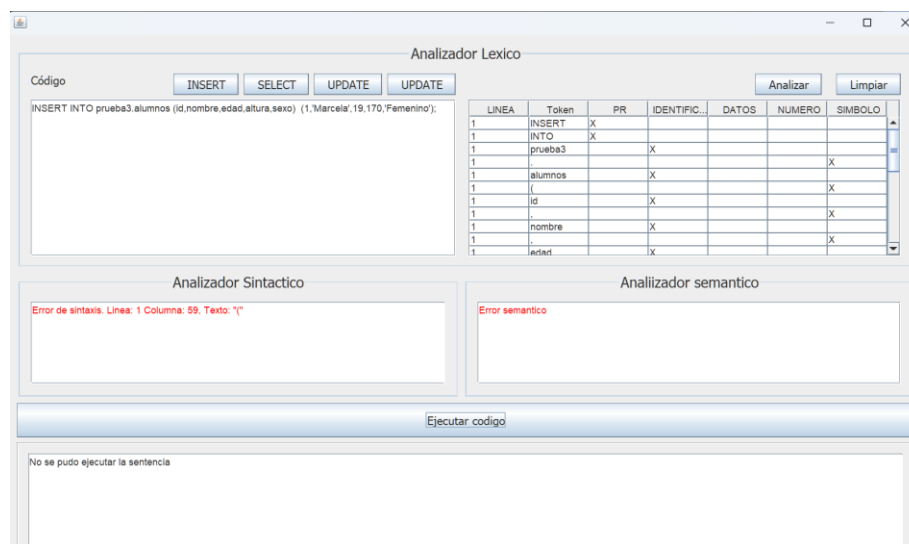 Analizador Lexico
Código INSERT SELECT UPDATE UPDATE Analizar Limpiar
INSERT INTO prueba3.alumnos (id,nombre,edad,altura,sexo) (1,'Marcela',19,170,'Femenino');
LINEA Token PR IDENTIFIC... DATOS NUMERO SIMBOLO
1 INSERT X
1 INTO X
1 prueba3 X
1 . X
1 alumnos X
1 ( X
1 id X
1 , X
1 nombre X
1 , X
1 edad X
Analizador Sintactico
Error de sintaxis. Linea: 1 Columna: 59, Texto: "("
Analiizador semantico
Error semantico
Ejecutar codigo
No se pudo ejecutar la sentencia